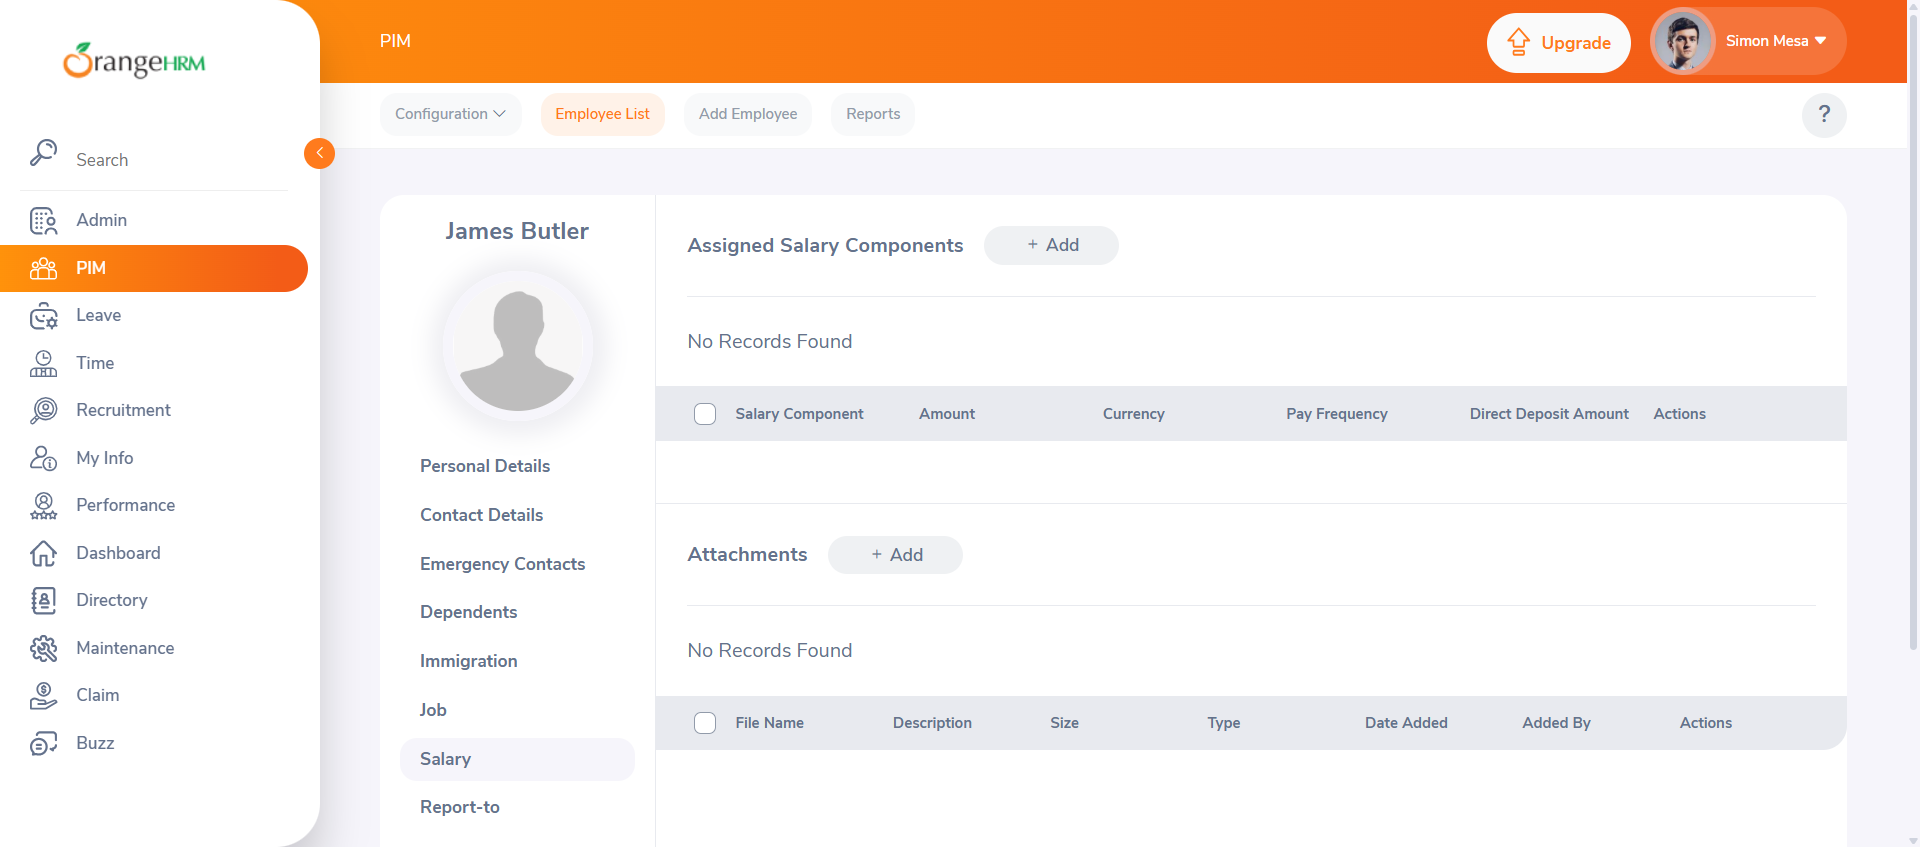 OrangeHRM
PIM
Upgrade
Simon Mesa
Configuration
Employee List
Add Employee
Reports
?
Search
Admin
PIM
Leave
Time
Recruitment
My Info
Performance
Dashboard
Directory
Maintenance
Claim
Buzz
James Butler
Personal Details
Contact Details
Emergency Contacts
Dependents
Immigration
Job
Salary
Report-to
Assigned Salary Components
+ Add
No Records Found
Salary Component Amount Currency Pay Frequency Direct Deposit Amount Actions
Attachments
+ Add
No Records Found
File Name Description Size Type Date Added Added By Actions